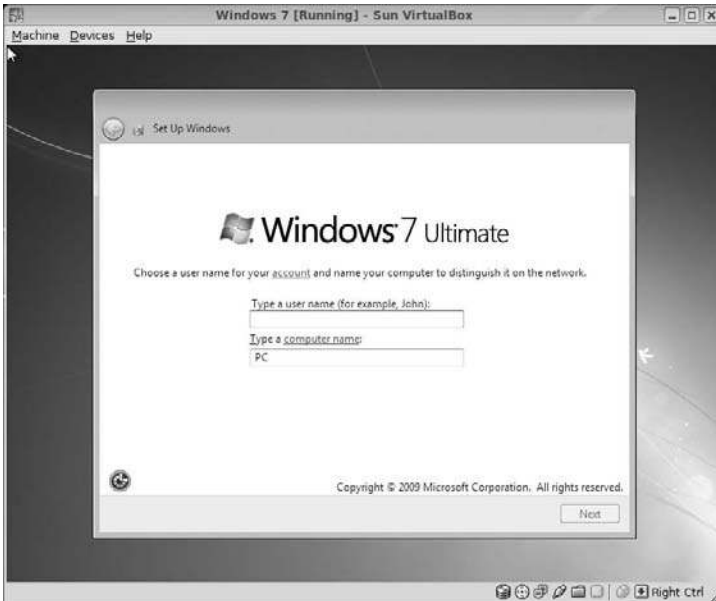 Windows 7 [Running] - Sun VirtualBox
Machine Devices Help
Set Up Windows
Windows 7 Ultimate
Choose a user name for your account and name your computer to distinguish it on the network.
Type a user name (for example, John):
Type a computer name:
PC
Copyright © 2009 Microsoft Corporation. All rights reserved.
Next
Right Ctrl